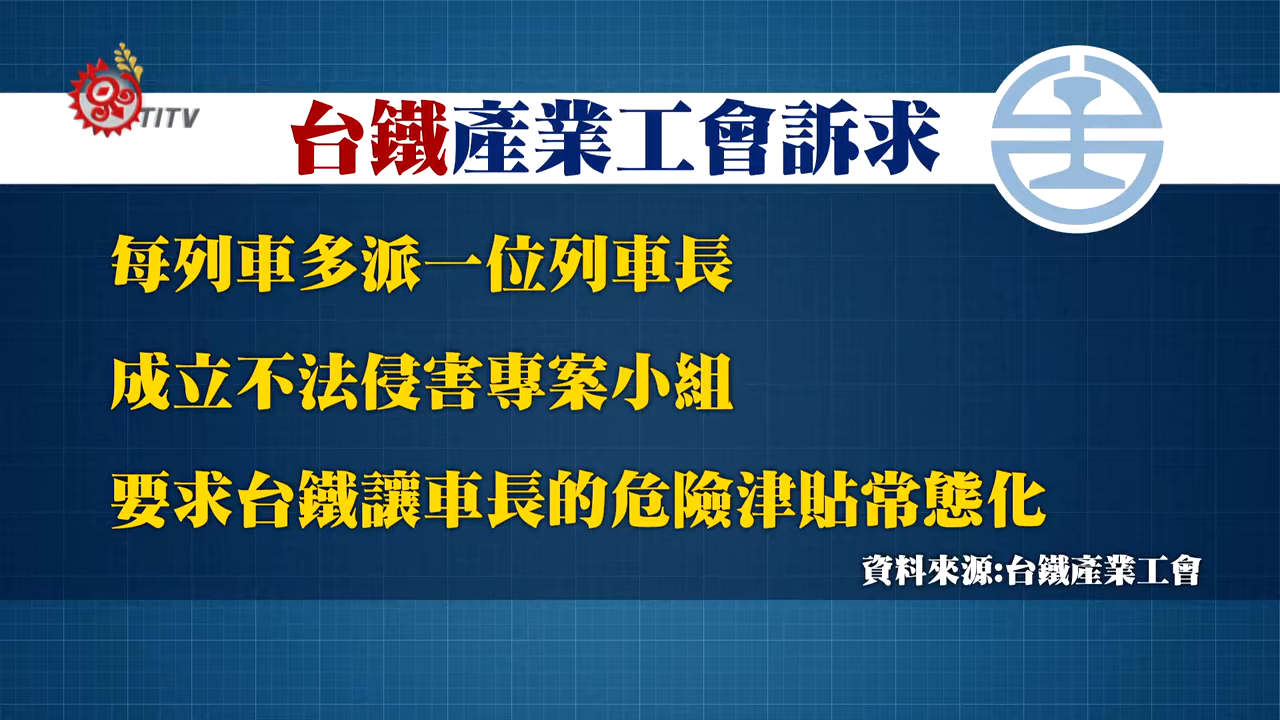 TITV
台鐵產業工會訴求
每列車多派一位列車長
成立不法侵害專案小組
要求台鐵讓車長的危險津貼常態化
資料來源:台鐵產業工會